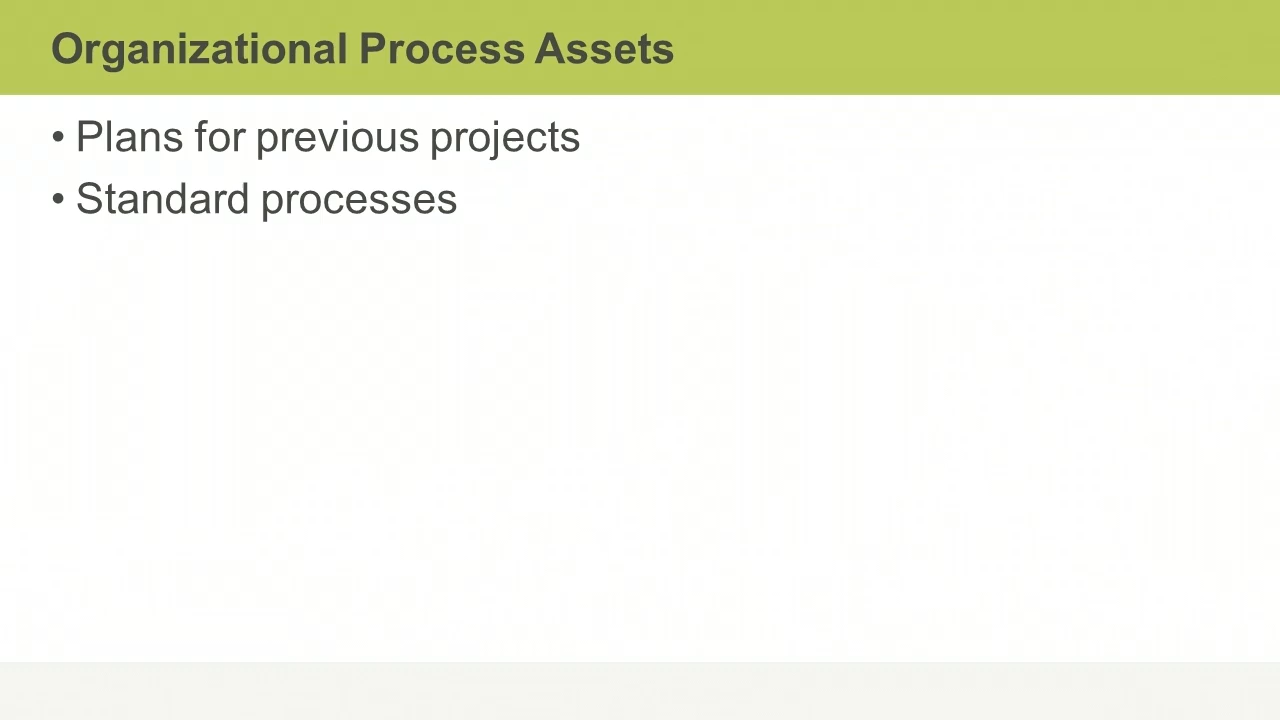 Organizational Process Assets
• Plans for previous projects
• Standard processes